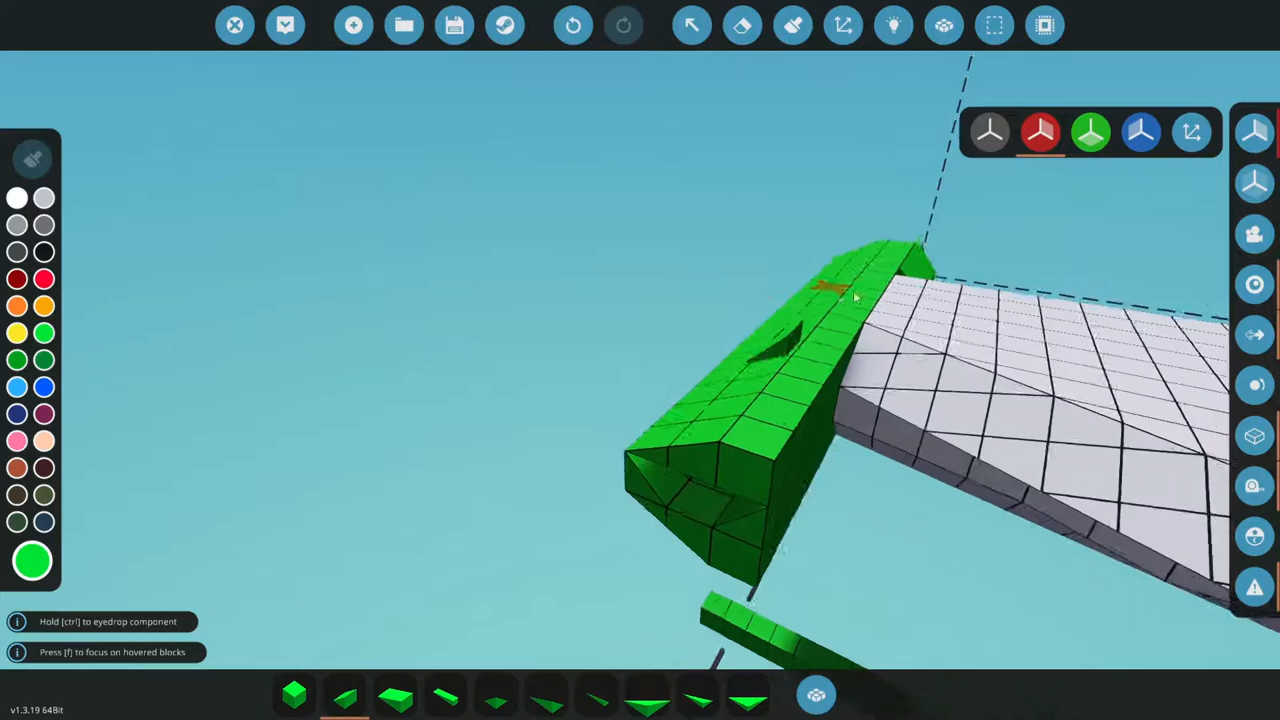 Hold [ctrl] to eyedrop component
Press [f] to focus on hovered blocks
v1.3.19 64Bit